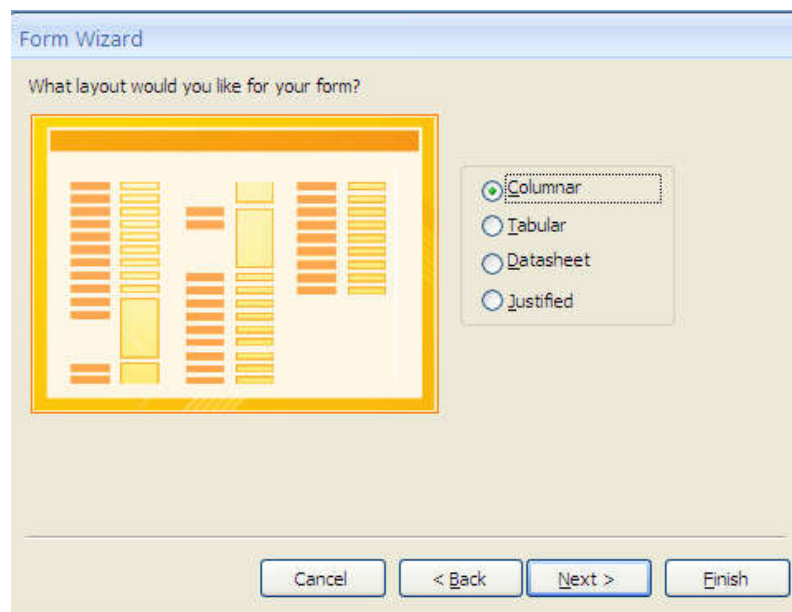 Form Wizard
What layout would you like for your form?
Columnar
Tabular
Datasheet
Justified
Cancel
< Back
Next >
Finish